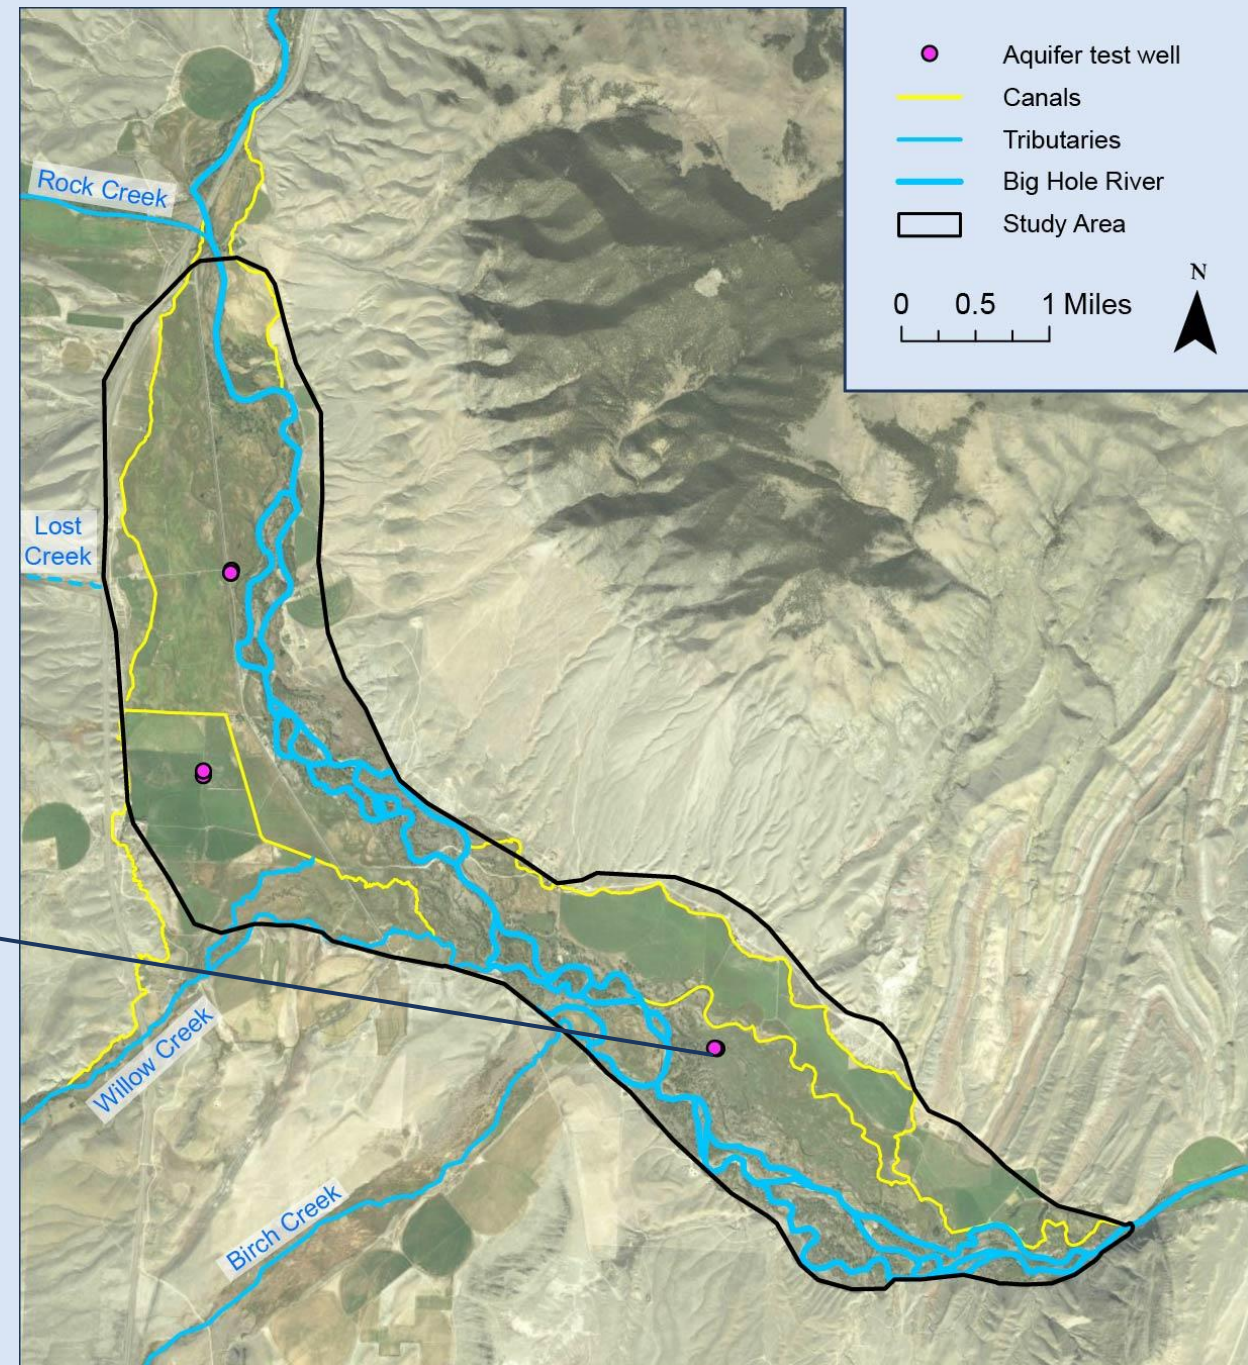 Aquifer test well
Canals
Tributaries
Big Hole River
Study Area
N
0 0.5 1 Miles
Rock Creek
Lost
Creek
Willow Creek
Birch Creek